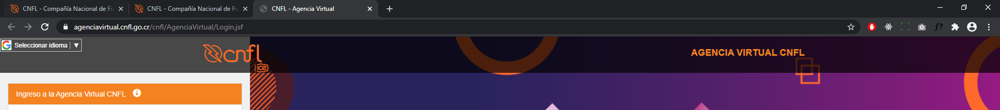 CNFL - Compañía Nacional de Fu
CNFL - Compañía Nacional de Fu
CNFL - Agencia Virtual
agenciavirtual.cnfl.go.cr/cnfl/AgenciaVirtual/Login.jsf
f?
Seleccionar idioma ▼
cnfl
ice
AGENCIA VIRTUAL CNFL
Ingreso a la Agencia Virtual CNFL